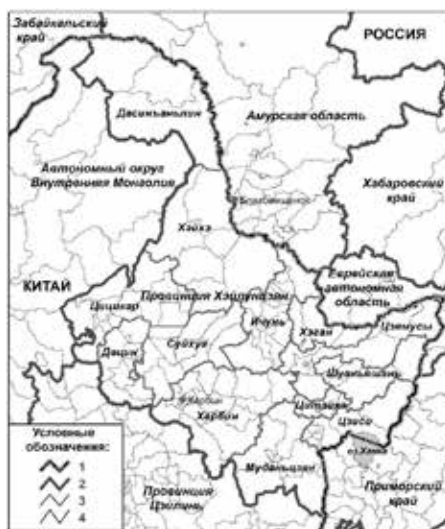 Забайкальский
край
РОССИЯ
Дасинъаньлин
Амурская область
Автономный округ
Внутренняя Монголия
Хабаровский
край
Благовещенск
Хэйхэ
Еврейская
автономная
область
КИТАЙ
Цицикар
Провинция Хэйлунцзян
Ичунь
Хэган
Цзямусы
Дацин
Суйхуа
Шуанъяшань
Харбин
Харбин
Цитайхэ
Цзиси
оз.Ханка
Муданьцзян
Провинция
Цзилинь
Приморский
край
Условные
обозначения:
1
2
3
4